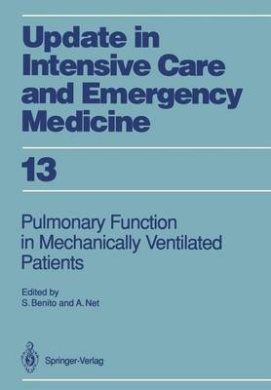 Update in
Intensive Care
and Emergency
Medicine
13
Pulmonary Function
in Mechanically Ventilated
Patients
Edited by
S. Benito and A. Net
Springer-Verlag